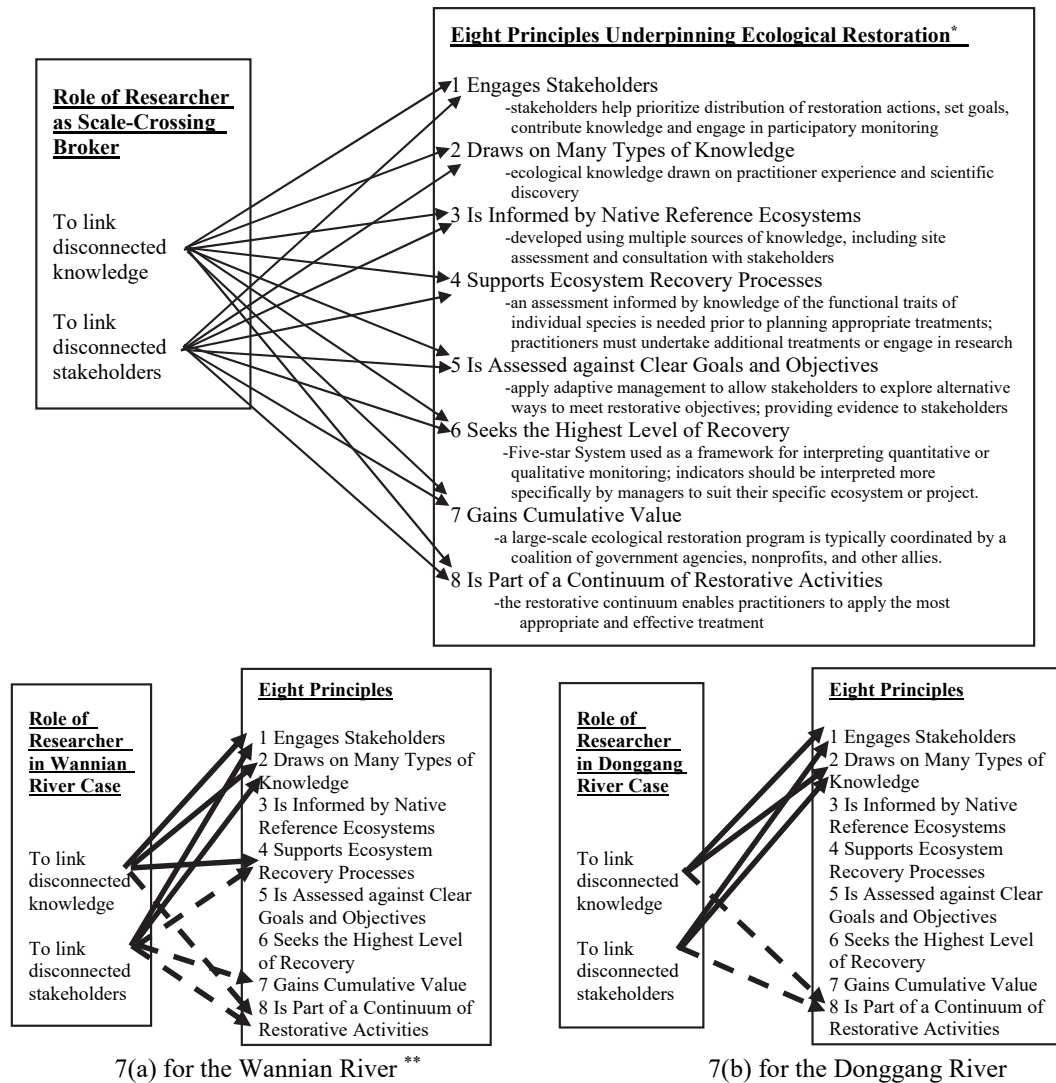 Role of Researcher
as Scale-Crossing
Broker
To link
disconnected
knowledge
To link
disconnected
stakeholders
Eight Principles Underpinning Ecological Restoration*
1 Engages Stakeholders
-stakeholders help prioritize distribution of restoration actions, set goals,
contribute knowledge and engage in participatory monitoring
2 Draws on Many Types of Knowledge
-ecological knowledge drawn on practitioner experience and scientific
discovery
3 Is Informed by Native Reference Ecosystems
-developed using multiple sources of knowledge, including site
assessment and consultation with stakeholders
4 Supports Ecosystem Recovery Processes
-an assessment informed by knowledge of the functional traits of
individual species is needed prior to planning appropriate treatments;
practitioners must undertake additional treatments or engage in research
5 Is Assessed against Clear Goals and Objectives
-apply adaptive management to allow stakeholders to explore alternative
ways to meet restorative objectives; providing evidence to stakeholders
6 Seeks the Highest Level of Recovery
-Five-star System used as a framework for interpreting quantitative or
qualitative monitoring; indicators should be interpreted more
specifically by managers to suit their specific ecosystem or project.
7 Gains Cumulative Value
-a large-scale ecological restoration program is typically coordinated by a
coalition of government agencies, nonprofits, and other allies.
8 Is Part of a Continuum of Restorative Activities
-the restorative continuum enables practitioners to apply the most
appropriate and effective treatment
Role of
Researcher
in Wannian
River Case
To link
disconnected
knowledge
To link
disconnected
stakeholders
Eight Principles
1 Engages Stakeholders
2 Draws on Many Types of
Knowledge
3 Is Informed by Native
Reference Ecosystems
4 Supports Ecosystem
Recovery Processes
5 Is Assessed against Clear
Goals and Objectives
6 Seeks the Highest Level
of Recovery
7 Gains Cumulative Value
8 Is Part of a Continuum of
Restorative Activities
7(a) for the Wannian River **
Role of
Researcher
in Donggang
River Case
To link
disconnected
knowledge
To link
disconnected
stakeholders
Eight Principles
1 Engages Stakeholders
2 Draws on Many Types of
Knowledge
3 Is Informed by Native
Reference Ecosystems
4 Supports Ecosystem
Recovery Processes
5 Is Assessed against Clear
Goals and Objectives
6 Seeks the Highest Level
of Recovery
7 Gains Cumulative Value
8 Is Part of a Continuum of
Restorative Activities
7(b) for the Donggang River